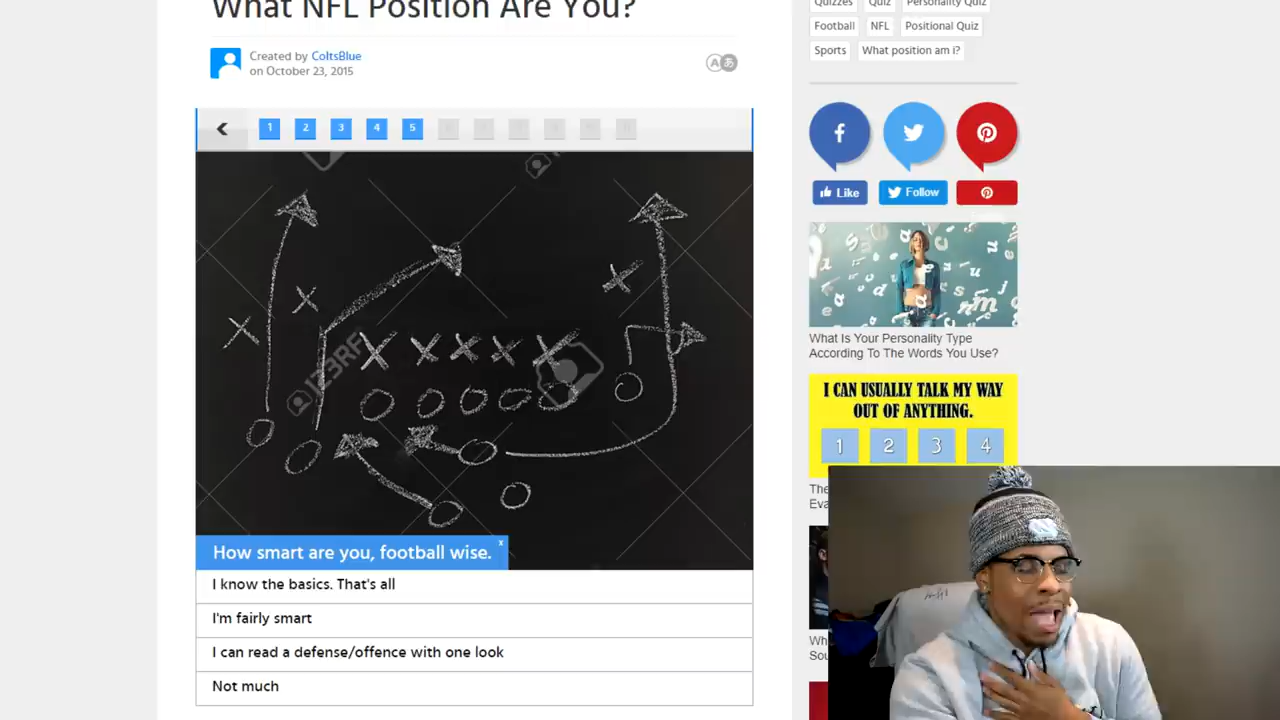 What NFL Position Are You?
Created by ColtsBlue
on October 23, 2015
Quizzes
Quiz
Personality Quiz
Football
NFL
Positional Quiz
Sports
What position am i?
1
2
3
4
5
123RF
How smart are you, football wise.
x
I know the basics. That's all
I'm fairly smart
I can read a defense/offence with one look
Not much
Like
Follow
What Is Your Personality Type
According To The Words You Use?
I CAN USUALLY TALK MY WAY
OUT OF ANYTHING.
1
2
3
4